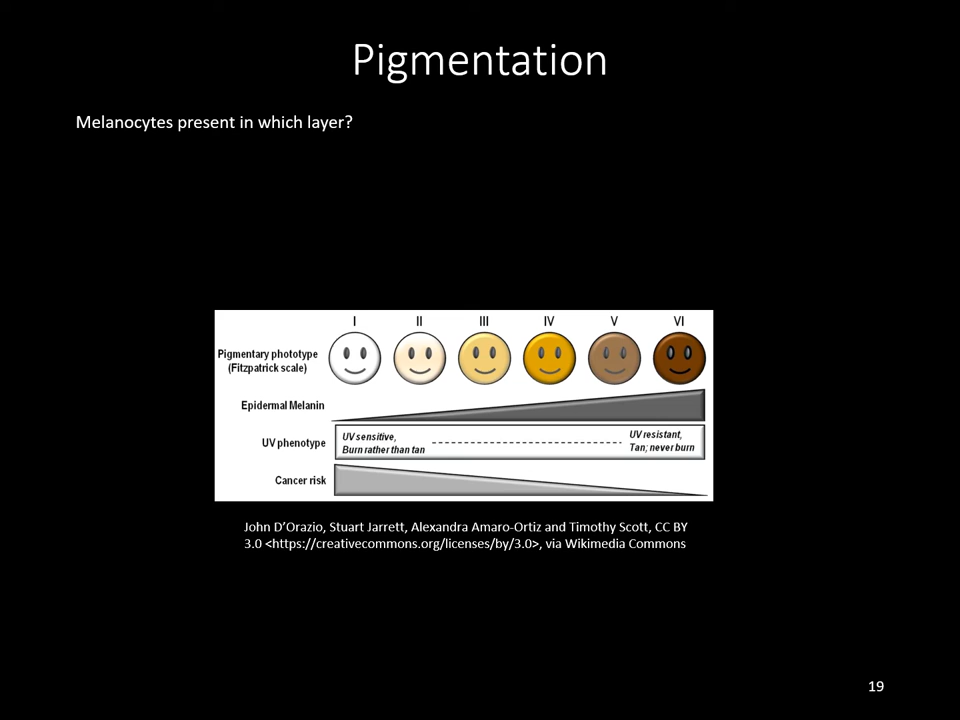 Pigmentation
Melanocytes present in which layer?
I II III IV V VI
Pigmentary phototype
(Fitzpatrick scale)
Epidermal Melanin
UV phenotype
UV sensitive,
Burn rather than tan
UV resistant,
Tan; never burn
Cancer risk
John D’Orazio, Stuart Jarrett, Alexandra Amaro-Ortiz and Timothy Scott, CC BY
3.0 <https://creativecommons.org/licenses/by/3.0>, via Wikimedia Commons
19